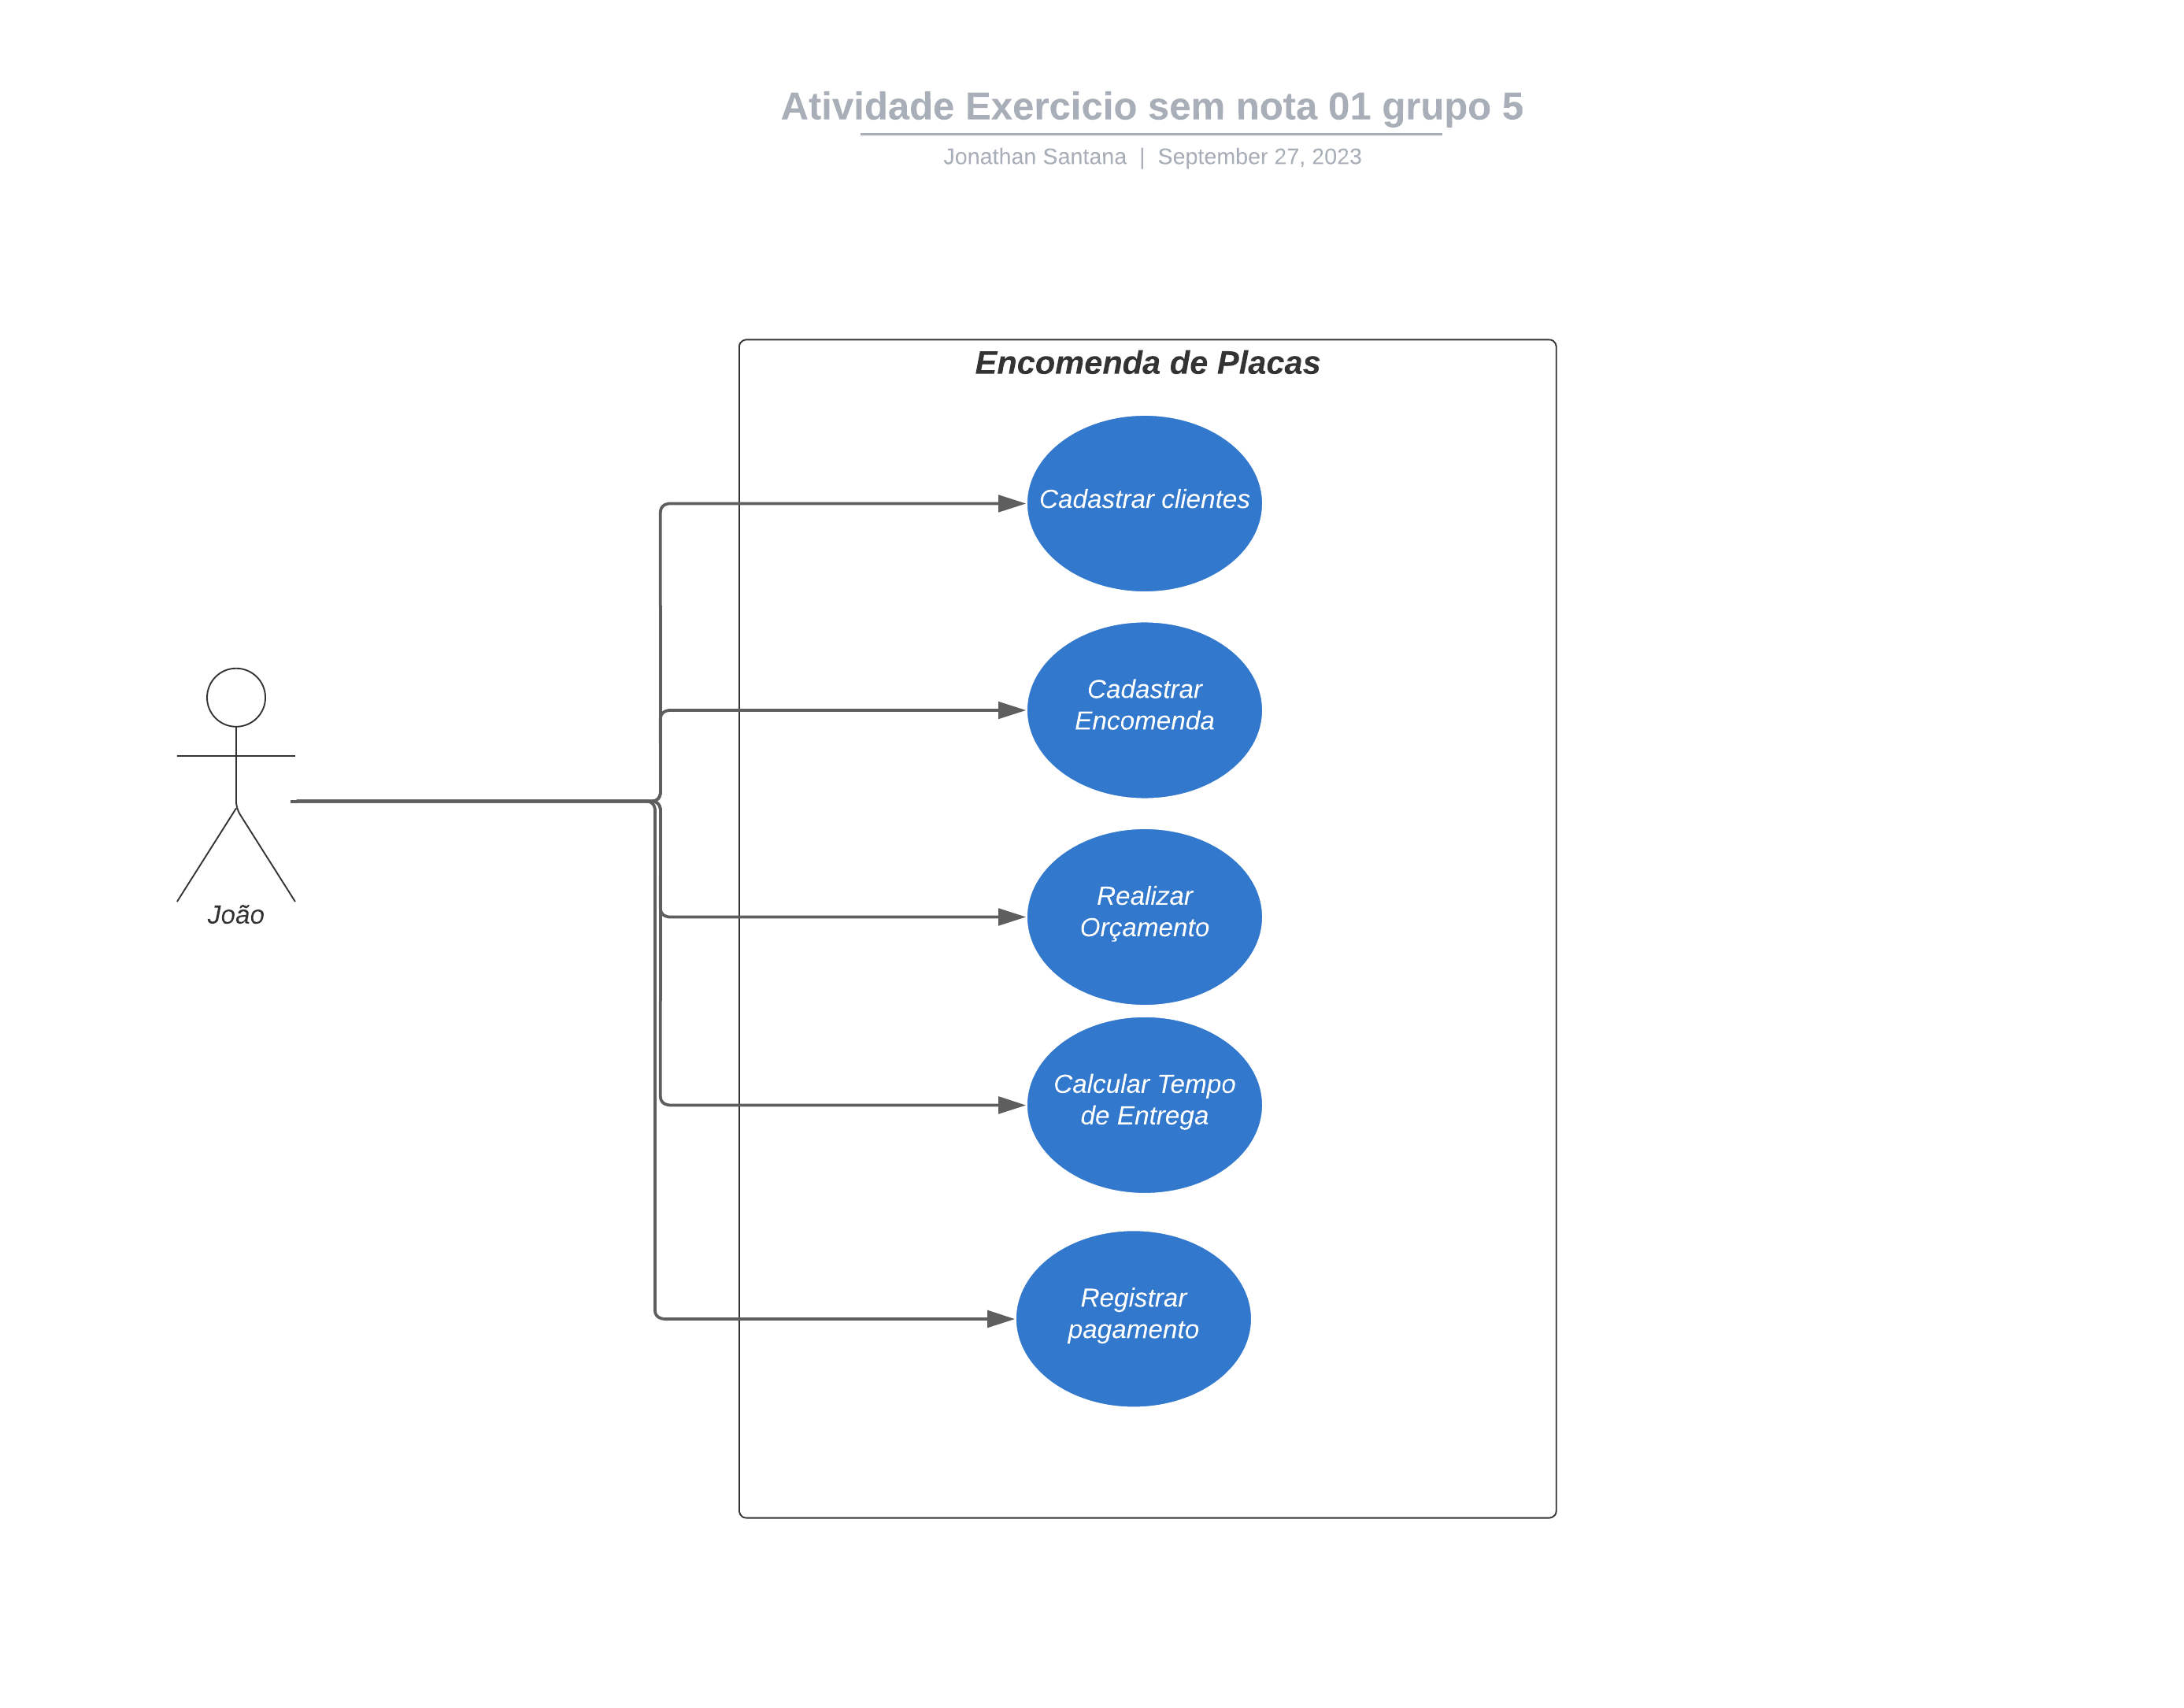 Atividade Exercicio sem nota 01 grupo 5
Jonathan Santana | September 27, 2023
Encomenda de Placas
Cadastrar clientes
Cadastrar
Encomenda
João
Realizar
Orçamento
Calcular Tempo
de Entrega
Registrar
pagamento